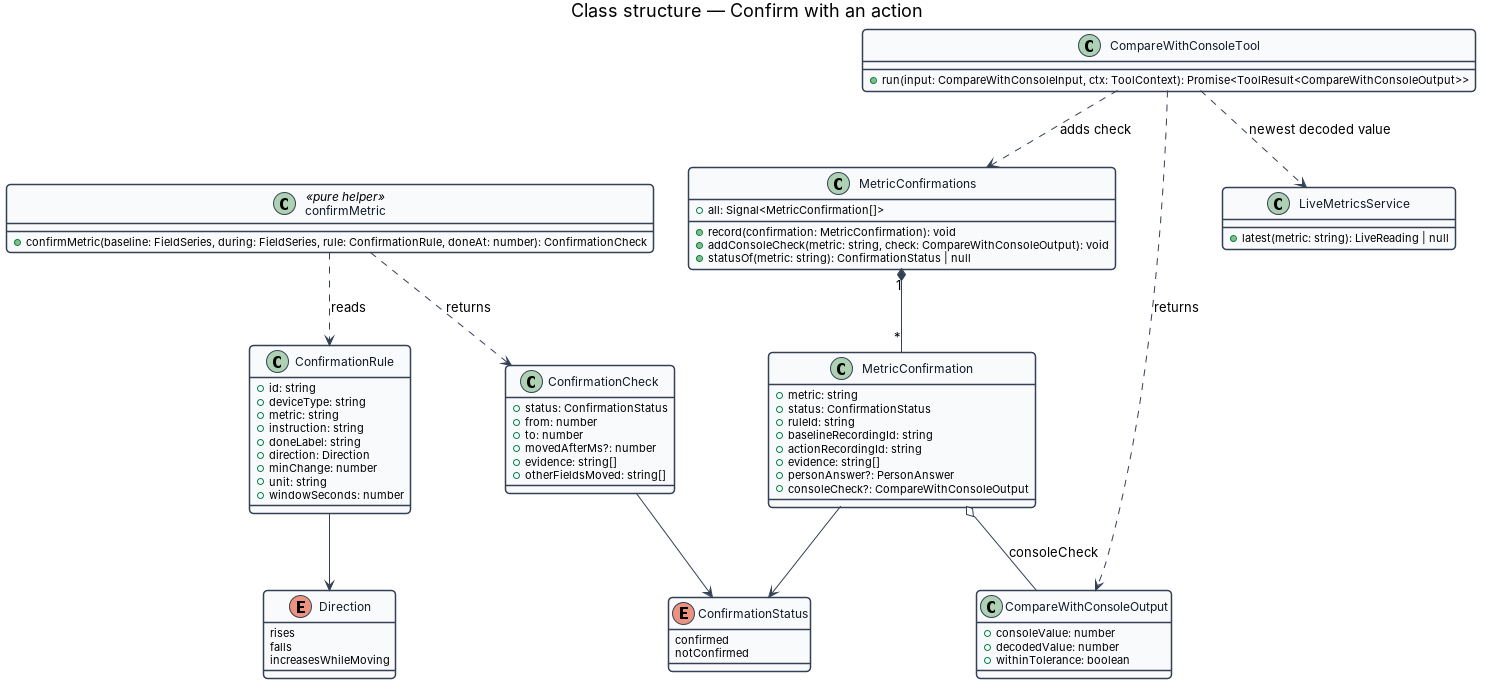 Class structure — Confirm with an action
C CompareWithConsoleTool
run(input: CompareWithConsoleInput, ctx: ToolContext): Promise<ToolResult<CompareWithConsoleOutput>>
adds check
newest decoded value
returns
C «pure helper»
confirmMetric
confirmMetric(baseline: FieldSeries, during: FieldSeries, rule: ConfirmationRule, doneAt: number): ConfirmationCheck
reads
returns
C MetricConfirmations
all: Signal<MetricConfirmation[]>
record(confirmation: MetricConfirmation): void
addConsoleCheck(metric: string, check: CompareWithConsoleOutput): void
statusOf(metric: string): ConfirmationStatus | null
1
*
C LiveMetricsService
latest(metric: string): LiveReading | null
C ConfirmationRule
id: string
deviceType: string
metric: string
instruction: string
doneLabel: string
direction: Direction
minChange: number
unit: string
windowSeconds: number
C ConfirmationCheck
status: ConfirmationStatus
from: number
to: number
movedAfterMs?: number
evidence: string[]
otherFieldsMoved: string[]
C MetricConfirmation
metric: string
status: ConfirmationStatus
ruleId: string
baselineRecordingId: string
actionRecordingId: string
evidence: string[]
personAnswer?: PersonAnswer
consoleCheck?: CompareWithConsoleOutput
consoleCheck
E Direction
rises
falls
increasesWhileMoving
E ConfirmationStatus
confirmed
notConfirmed
C CompareWithConsoleOutput
consoleValue: number
decodedValue: number
withinTolerance: boolean